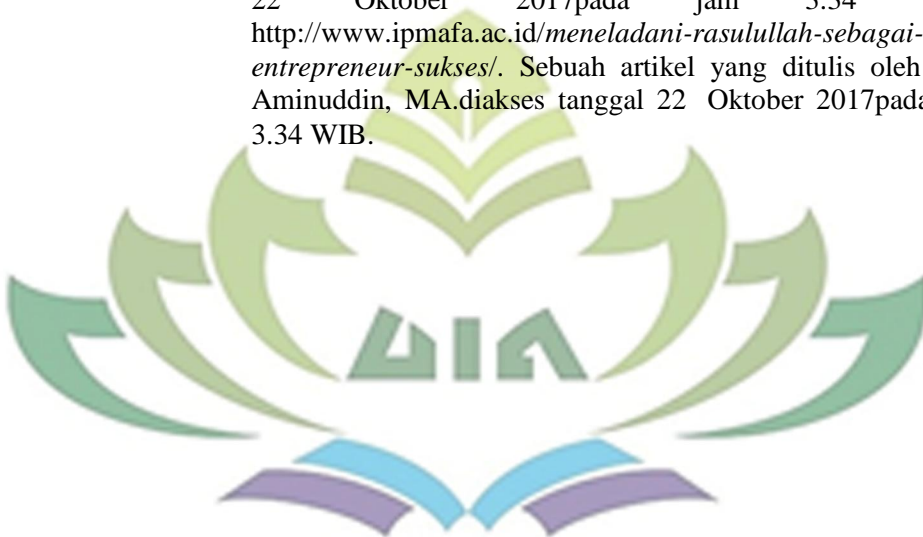 22 Oktober 2017pada jam 3.34
http://www.ipmafa.ac.id/meneladani-rasulullah-sebagai-
entrepreneur-sukses/. Sebuah artikel yang ditulis oleh
Aminuddin, MA.diakses tanggal 22 Oktober 2017pada
3.34 WIB.
UIN